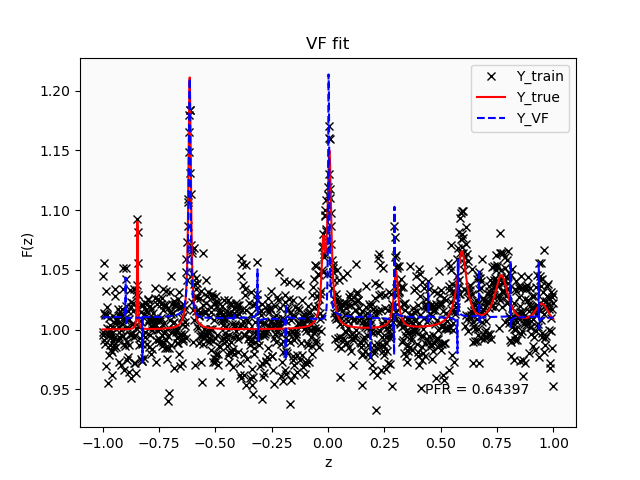 VF fit
Y_train
Y_true
Y_VF
F(z)
1.20
1.15
1.10
1.05
1.00
0.95
PFR = 0.64397
−1.00 −0.75 −0.50 −0.25 0.00 0.25 0.50 0.75 1.00
z